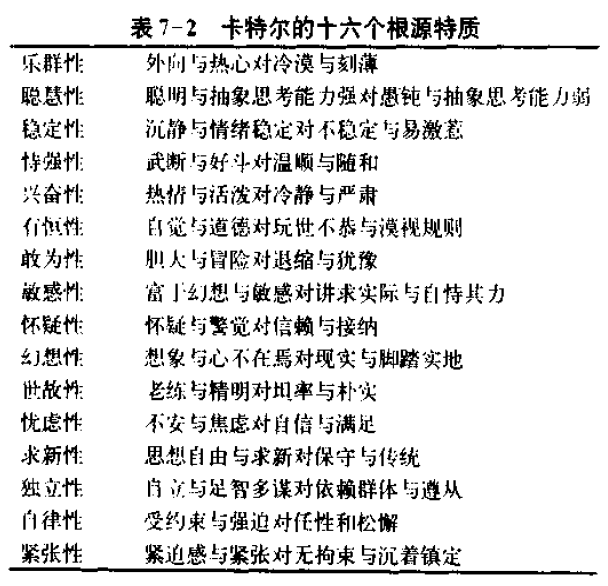 表7-2 卡特尔的十六个根源特质
乐群性 外向与热心对冷漠与刻薄
聪慧性 聪明与抽象思考能力强对愚钝与抽象思考能力弱
稳定性 沉静与情绪稳定对不稳定与易激惹
恃强性 武断与好斗对温顺与随和
兴奋性 热情与活泼对冷静与严肃
有恒性 自觉与道德对玩世不恭与漠视规则
敢为性 胆大与冒险对退缩与犹豫
敏感性 富于幻想与敏感对讲求实际与自恃其力
怀疑性 怀疑与警觉对信赖与接纳
幻想性 想象与心不在焉对现实与脚踏实地
世故性 老练与精明对坦率与朴实
忧虑性 不安与焦虑对自信与满足
求新性 思想自由与求新对保守与传统
独立性 自立与足智多谋对依赖群体与遵从
自律性 受约束与强迫对任性和松懈
紧张性 紧迫感与紧张对无拘束与沉着镇定